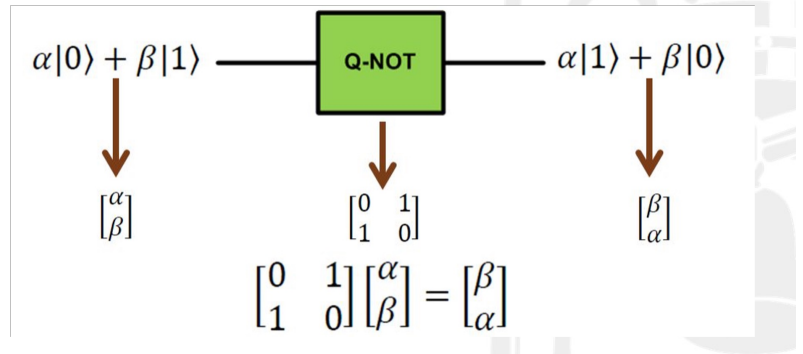 α|0⟩ + β|1⟩ Q-NOT α|1⟩ + β|0⟩
[α β] [0 1 1 0] [β α]
[0 1 1 0] [α β] = [β α]